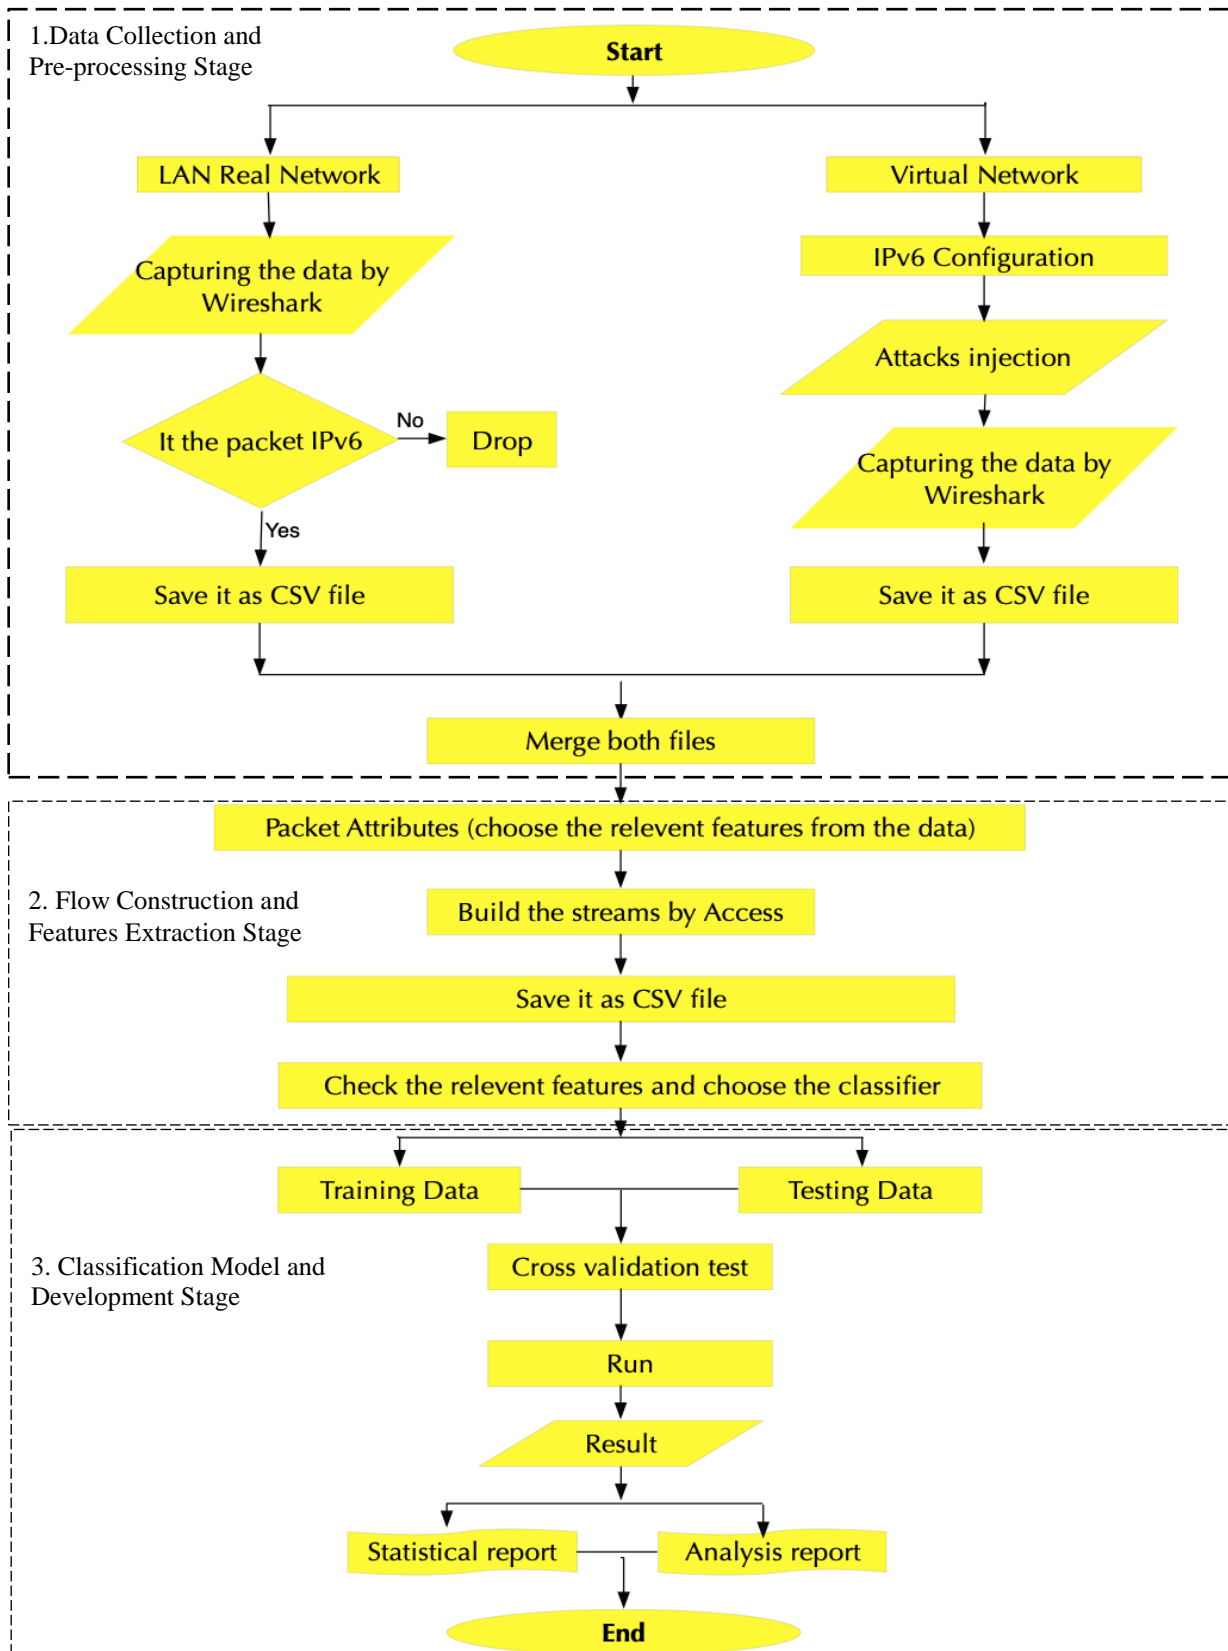 1.Data Collection and
Pre-processing Stage
Start
LAN Real Network
Virtual Network
Capturing the data by
Wireshark
IPv6 Configuration
Attacks injection
It the packet IPv6
No
Drop
Capturing the data by
Wireshark
Yes
Save it as CSV file
Save it as CSV file
Merge both files
Packet Attributes (choose the relevent features from the data)
2. Flow Construction and
Features Extraction Stage
Build the streams by Access
Save it as CSV file
Check the relevent features and choose the classifier
Training Data
Testing Data
3. Classification Model and
Development Stage
Cross validation test
Run
Result
Statistical report
Analysis report
End